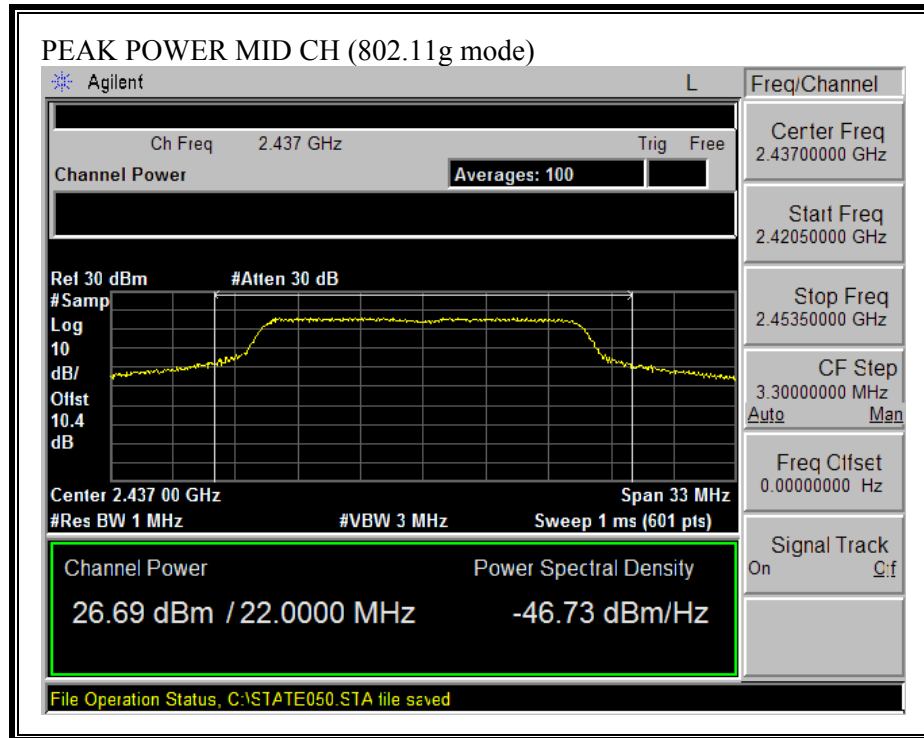 PEAK POWER MID CH (802.11g mode)
Agilent L Freq/Channel
Ch Freq 2.437 GHz Trig Free
Channel Power Averages: 100
Center Freq
2.43700000 GHz
Start Freq
2.42050000 GHz
Stop Freq
2.45350000 GHz
CF Step
3.30000000 MHz
Auto Man
Freq Offset
0.00000000 Hz
Signal Track
On Off
Ref 30 dBm #Atten 30 dB
#Samp
Log
10
dB/
Offst
10.4
dB
Center 2.437 00 GHz Span 33 MHz
#Res BW 1 MHz #VBW 3 MHz Sweep 1 ms (601 pts)
Channel Power Power Spectral Density
26.69 dBm / 22.0000 MHz -46.73 dBm/Hz
File Operation Status, C:\STATE050.STA file saved